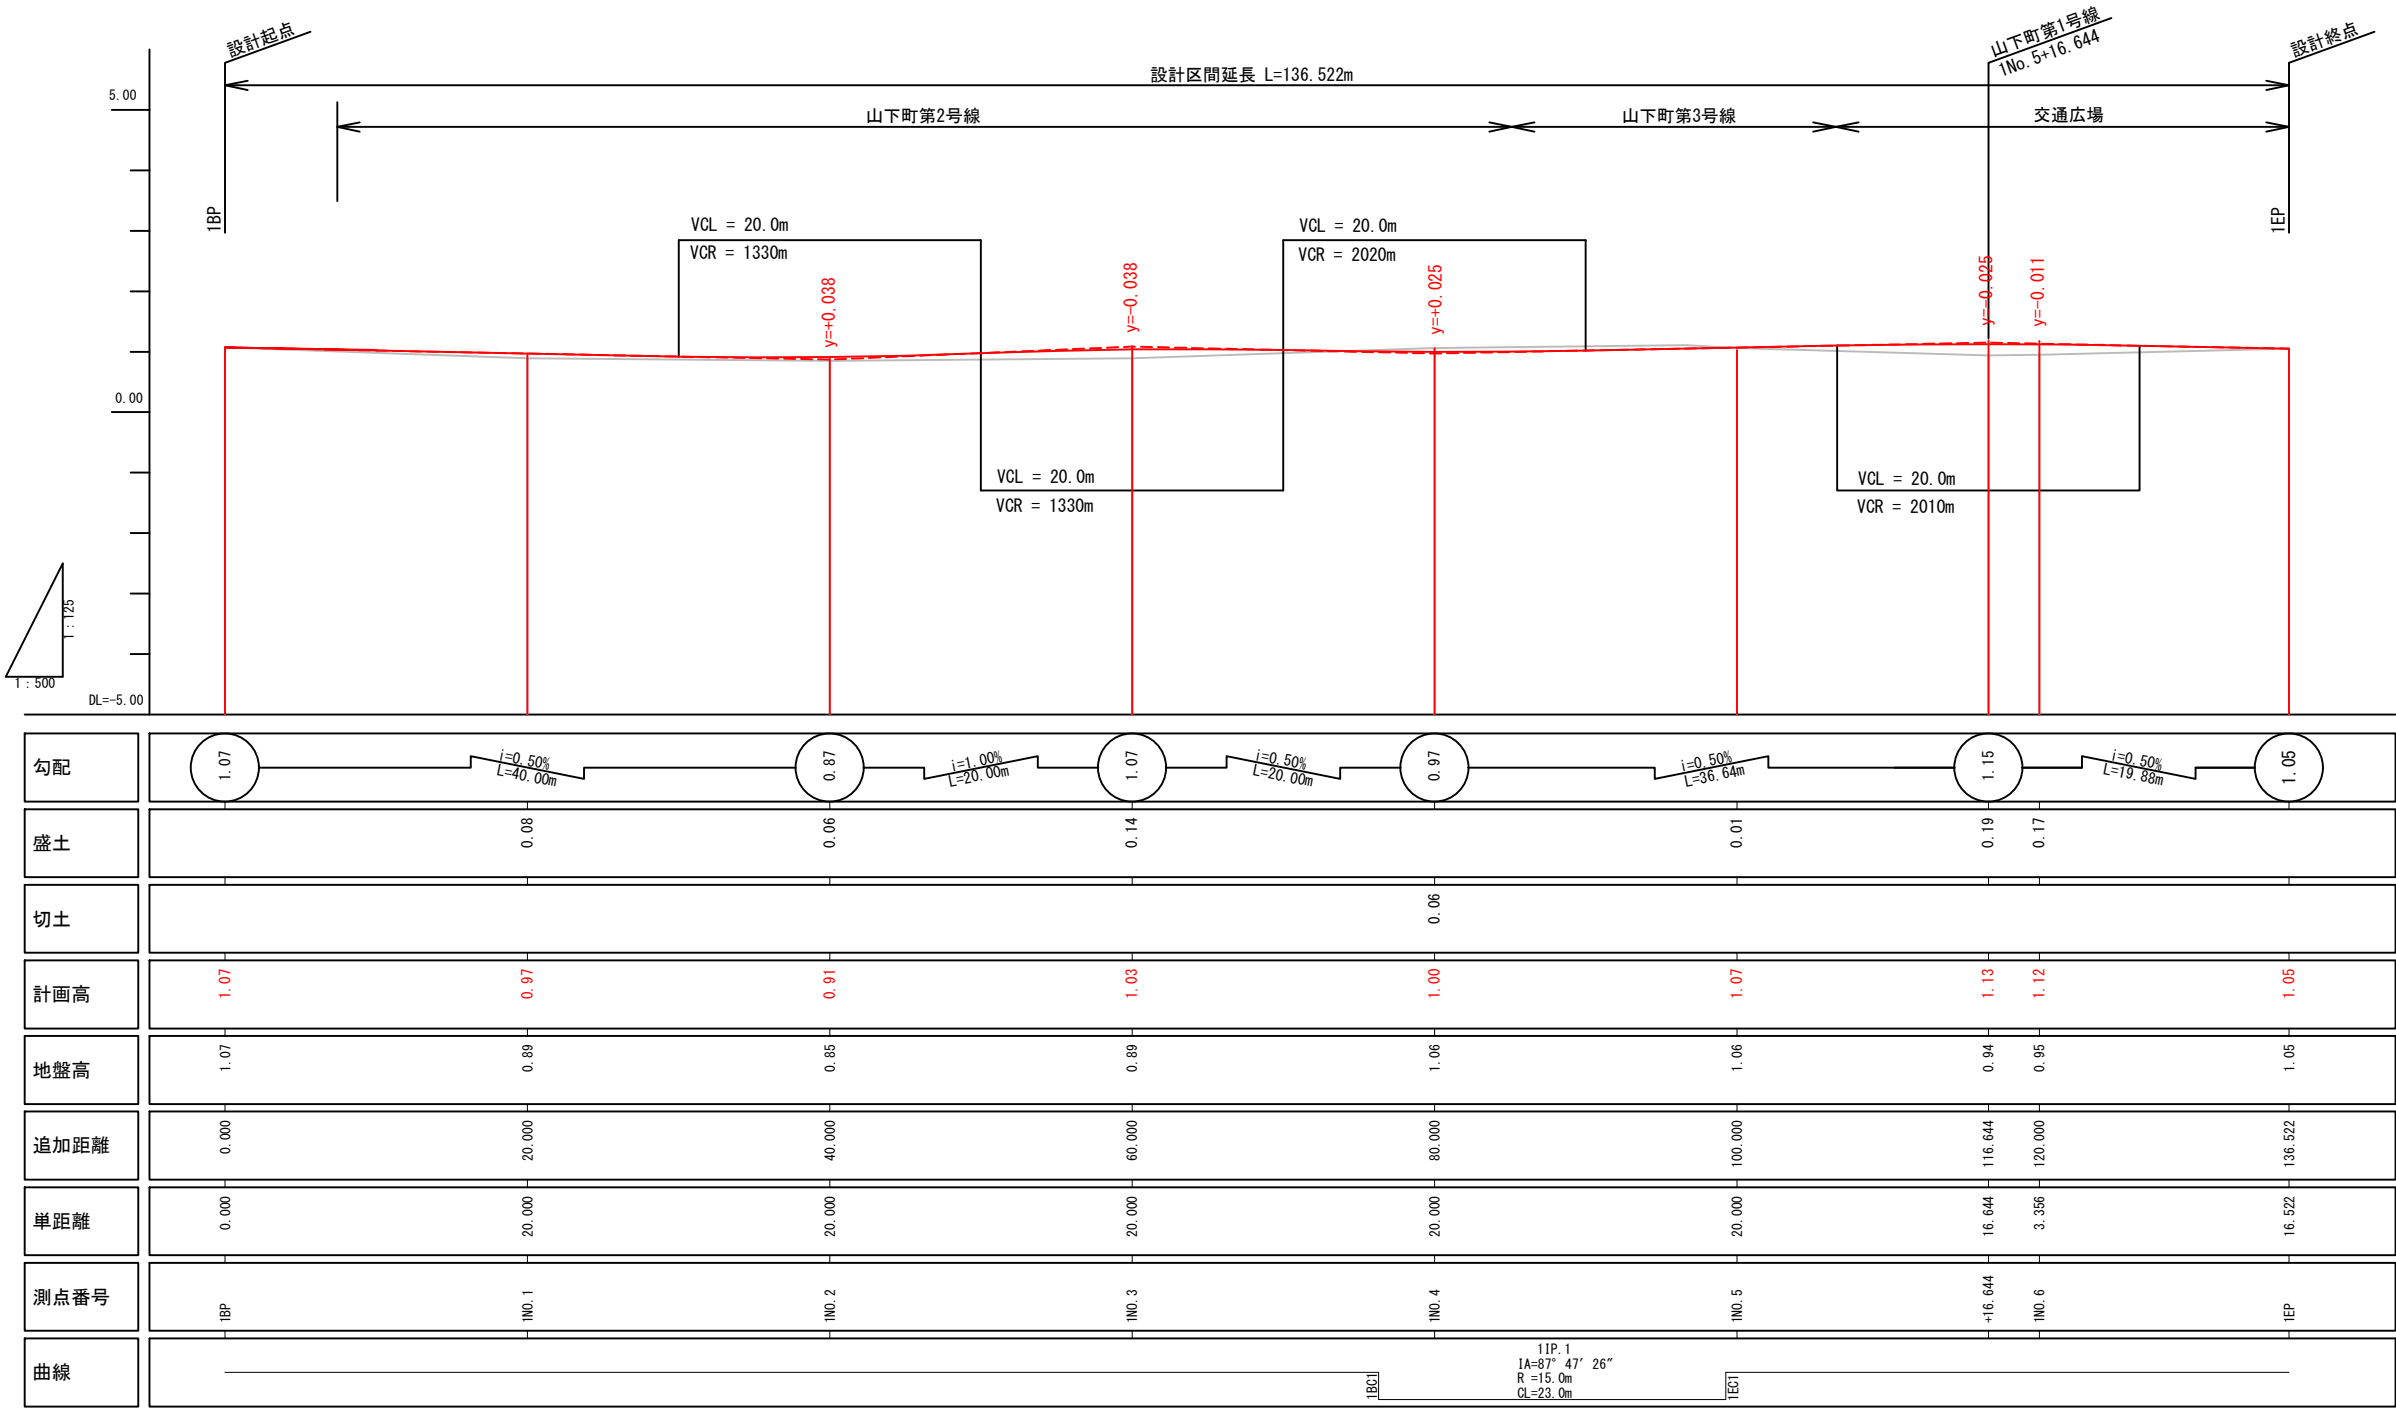 設計起点
山下町第1号線
1No.5+16.644
設計終点
設計区間延長 L=136.522m
5.00
山下町第2号線
山下町第3号線
交通広場
1BP
1EP
VCL = 20.0m
VCR = 1330m
VCL = 20.0m
VCR = 2020m
y=+0.038
y=-0.038
y=+0.025
y=-0.025
y=-0.011
0.00
VCL = 20.0m
VCR = 1330m
VCL = 20.0m
VCR = 2010m
1:125
1:500
DL=-5.00
勾配
1.07
i=0.50%
L=40.00m
0.87
i=1.00%
L=20.00m
1.07
i=0.50%
L=20.00m
0.97
i=0.50%
L=36.64m
1.15
i=0.50%
L=19.88m
1.05
盛土 0.08 0.06 0.14 0.01 0.19 0.17
切土 0.06
計画高 1.07 0.97 0.91 1.03 1.00 1.07 1.13 1.12 1.05
地盤高 1.07 0.89 0.85 0.89 1.06 1.06 0.94 0.95 1.05
追加距離 0.000 20.000 40.000 60.000 80.000 100.000 116.644 120.000 136.522
単距離 0.000 20.000 20.000 20.000 20.000 20.000 16.644 3.356 16.522
測点番号 1BP 1NO.1 1NO.2 1NO.3 1NO.4 1NO.5 +16.644 1NO.6 1EP
曲線
1BC1
1IP.1
IA=87° 47′ 26″
R =15.0m
CL=23.0m
1EC1